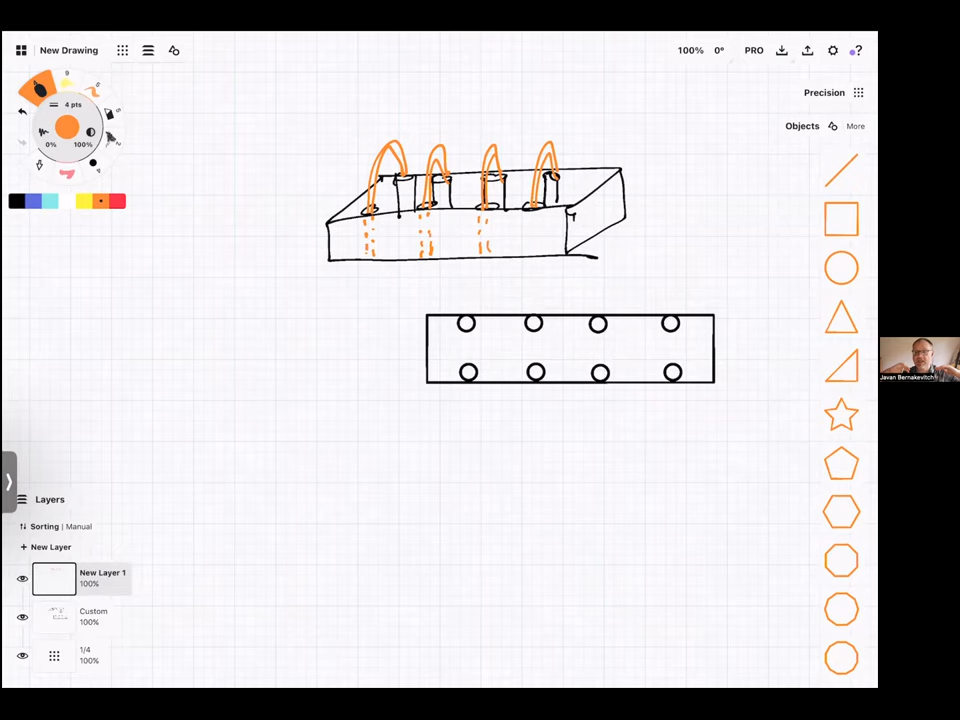 New Drawing
100% 0° PRO ?
Precision
Objects More
4 pts
0% 100%
Layers
Sorting | Manual
+ New Layer
New Layer 1
100%
Custom
100%
1/4
100%
Javan Bernakevitch